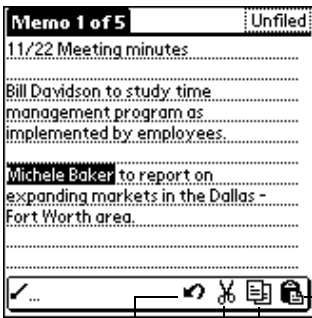 Memo 1 of 5
Unfiled
11/22 Meeting minutes
Bill Davidson to study time
management program as
implemented by employees.
Michele Baker to report on
expanding markets in the Dallas -
Fort Worth area.